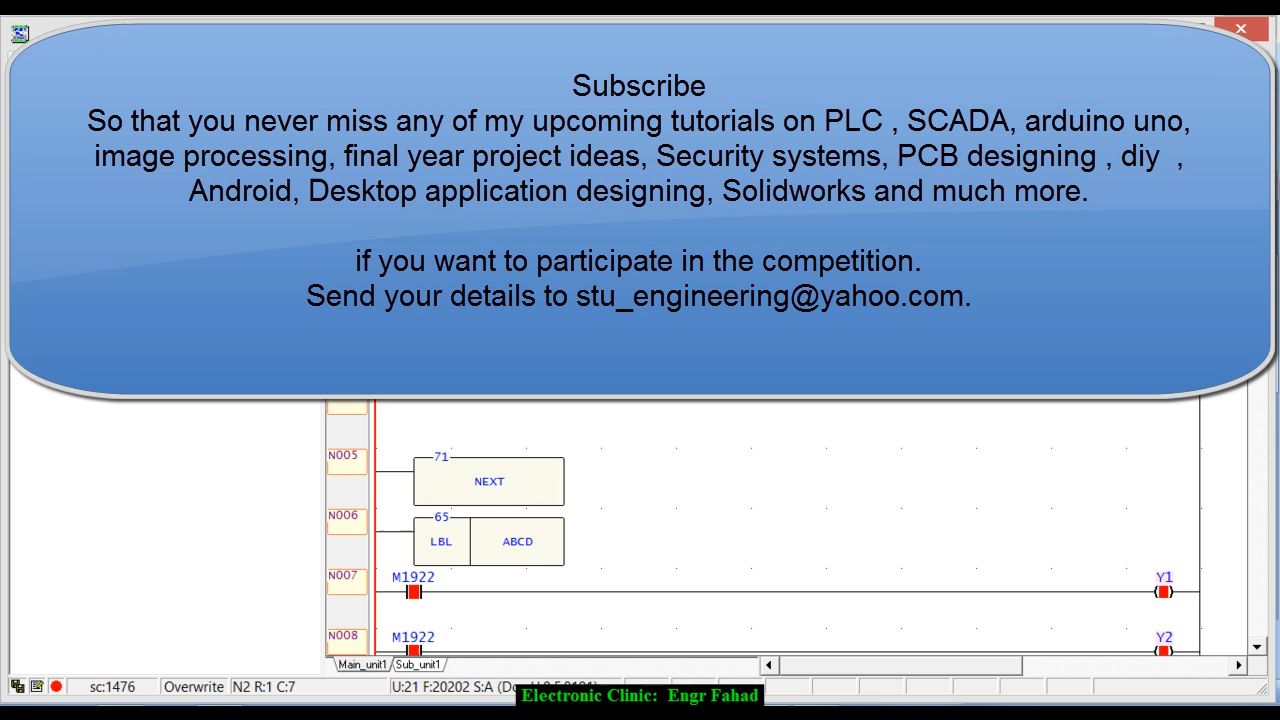 Subscribe
So that you never miss any of my upcoming tutorials on PLC , SCADA, arduino uno,
image processing, final year project ideas, Security systems, PCB designing , diy ,
Android, Desktop application designing, Solidworks and much more.
if you want to participate in the competition.
Send your details to stu_engineering@yahoo.com.
N005
71
NEXT
N006
65
LBL ABCD
N007 M1922 Y1
N008 M1922 Y2
Main_unit1 Sub_unit1
sc:1476 Overwrite N2 R:1 C:7 U:21 F:20202 S:A
Electronic Clinic: Engr Fahad